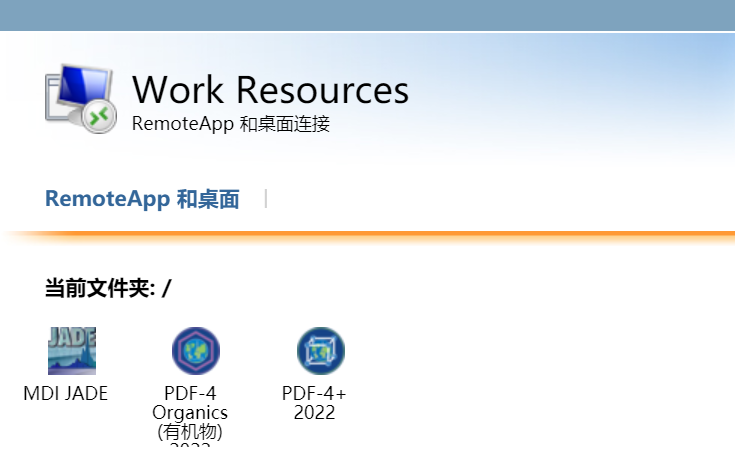 Work Resources
RemoteApp 和桌面连接
RemoteApp 和桌面
当前文件夹: /
JADE
MDI JADE
PDF-4
Organics
(有机物)
PDF-4+
2022